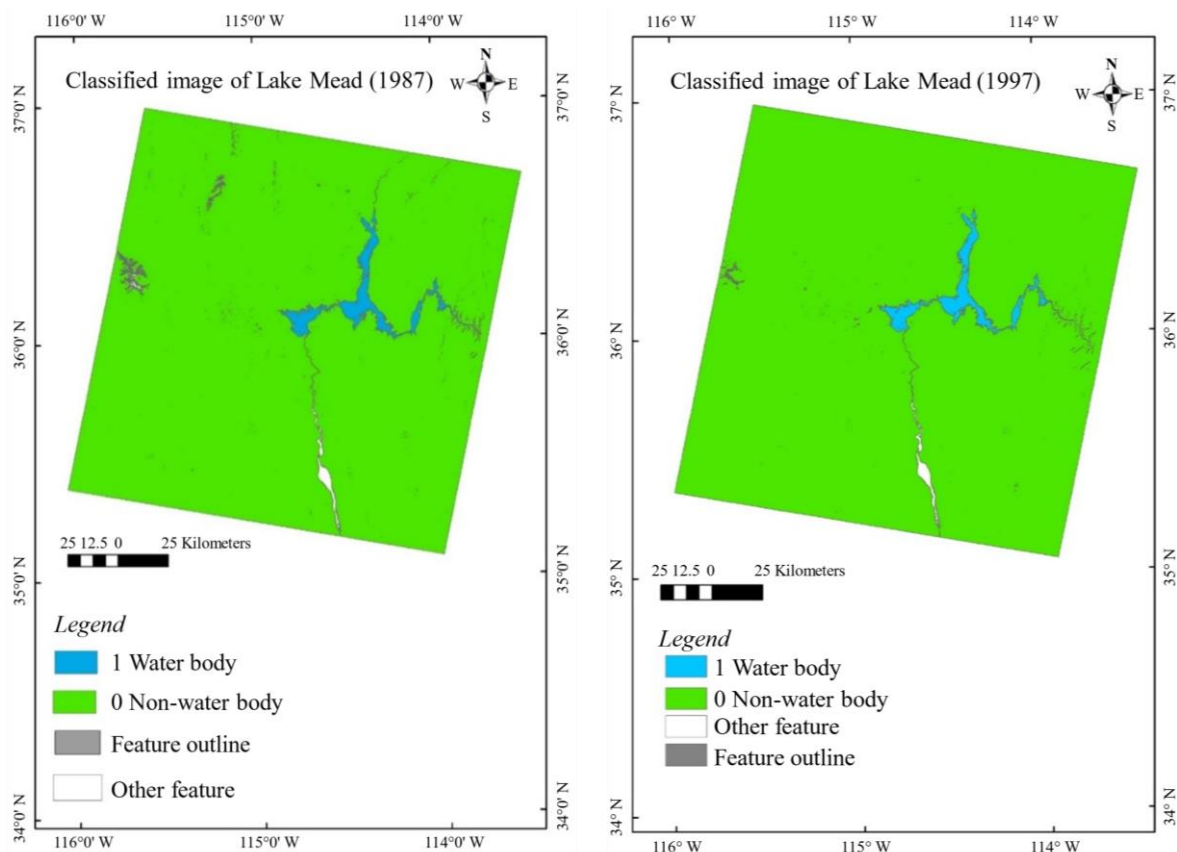 116°0' W 115°0' W 114°0' W
Classified image of Lake Mead (1987)
N
W E
S
37°0' N
37°0' N
36°0' N
36°0' N
25 12.5 0 25 Kilometers
35°0' N
35°0' N
Legend
1 Water body
0 Non-water body
Feature outline
Other feature
34°0' N
34°0' N
116°0' W 115°0' W 114°0' W
116°0' W 115°0' W 114°0' W
Classified image of Lake Mead (1997)
N
W E
S
37° N
37° N
36° N
36° N
25 12.5 0 25 Kilometers
35° N
35° N
Legend
1 Water body
0 Non-water body
Other feature
Feature outline
34° N
34° N
116° W 115° W 114° W